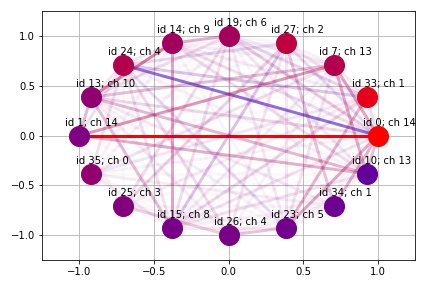 id 19; ch 6
id 14; ch 9
id 27; ch 2
1.0
id 24; ch 4
id 7; ch 13
id 13; ch 10
id 33; ch 1
0.5
id 1; ch 14
id 0; ch 14
0.0
id 35; ch 0
id 10; ch 13
−0.5
id 25; ch 3
id 34; ch 1
id 15; ch 8
id 26; ch 4
id 23; ch 5
−1.0
−1.0 −0.5 0.0 0.5 1.0